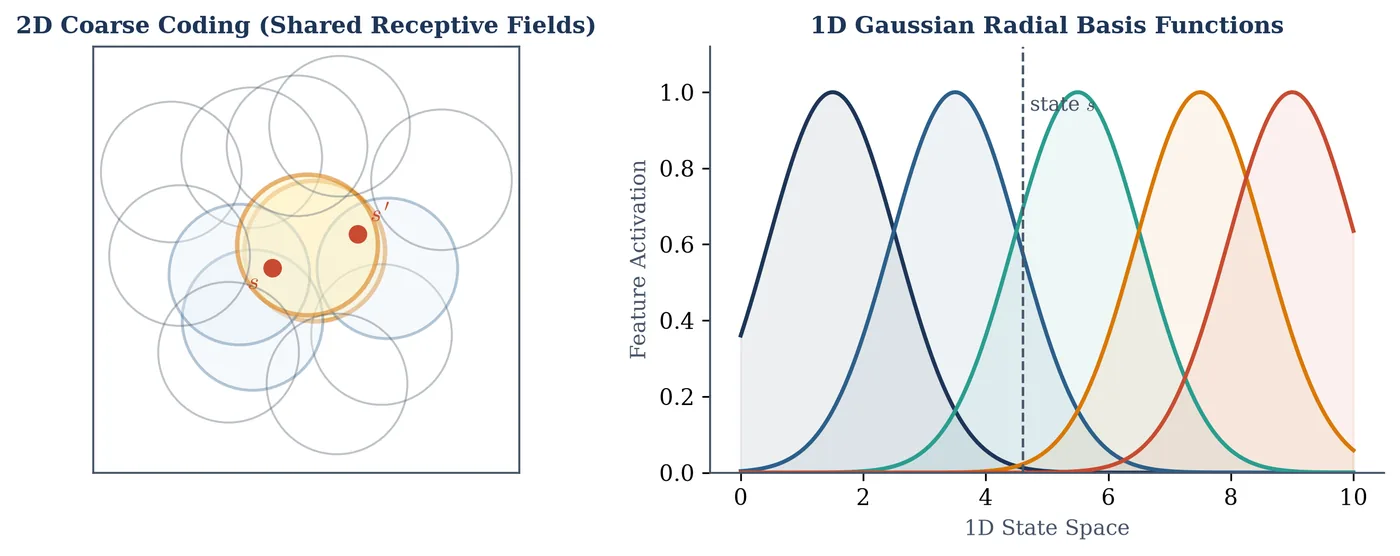 2D Coarse Coding (Shared Receptive Fields)
s'
s
1D Gaussian Radial Basis Functions
state s
Feature Activation
1.0
0.8
0.6
0.4
0.2
0.0
0 2 4 6 8 10
1D State Space